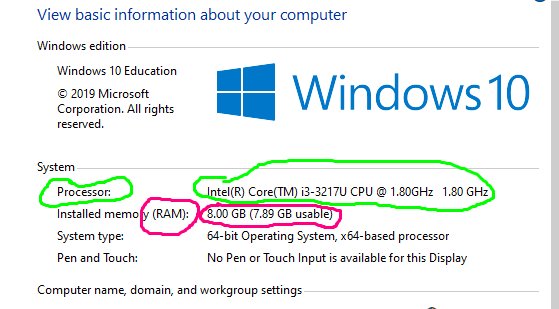 View basic information about your computer
Windows edition
Windows 10 Education
© 2019 Microsoft
Corporation. All rights
reserved.
Windows 10
System
Processor: Intel(R) Core(TM) i3-3217U CPU @ 1.80GHz 1.80 GHz
Installed memory (RAM): 8.00 GB (7.89 GB usable)
System type: 64-bit Operating System, x64-based processor
Pen and Touch: No Pen or Touch Input is available for this Display
Computer name, domain, and workgroup settings